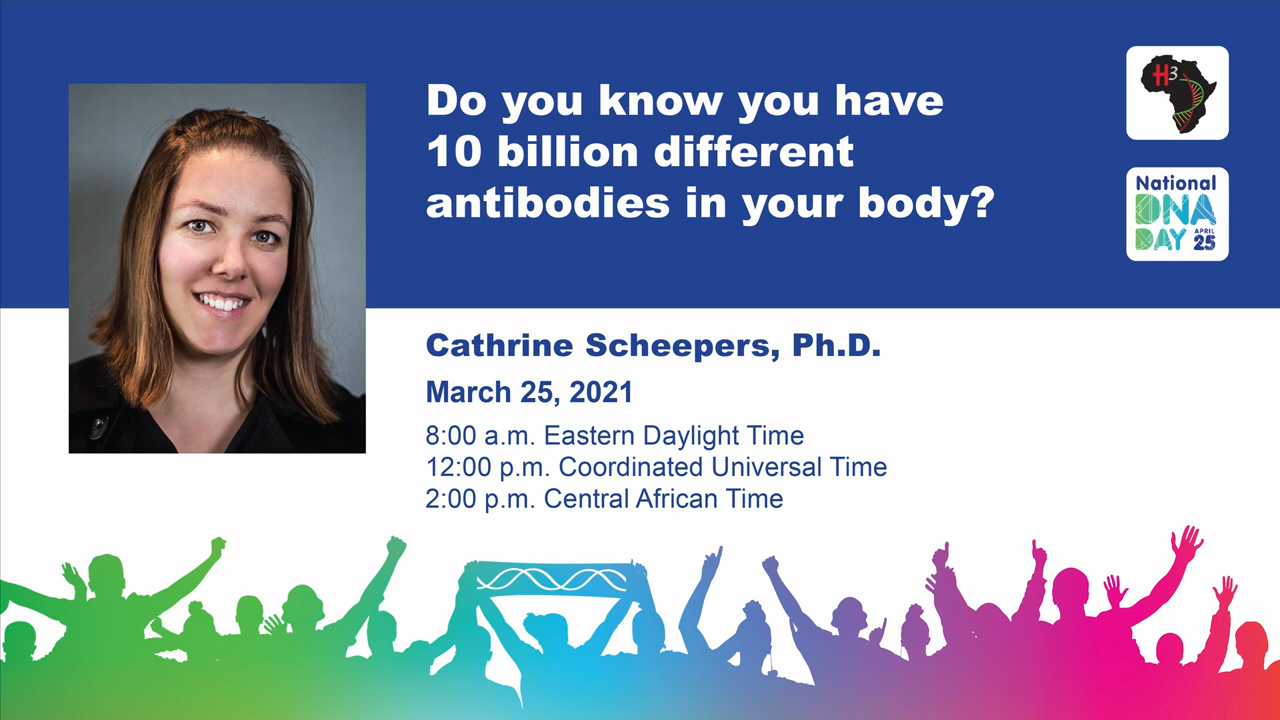 Do you know you have
10 billion different
antibodies in your body?
H3
National
DNA
DAY APRIL 25
Cathrine Scheepers, Ph.D.
March 25, 2021
8:00 a.m. Eastern Daylight Time
12:00 p.m. Coordinated Universal Time
2:00 p.m. Central African Time